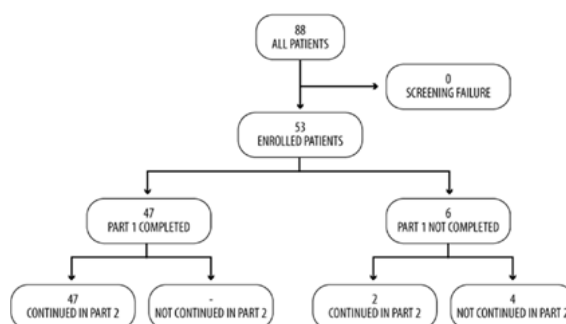 88
ALL PATIENTS
0
SCREENING FAILURE
53
ENROLLED PATIENTS
47
PART 1 COMPLETED
6
PART 1 NOT COMPLETED
47
CONTINUED IN PART 2
-
NOT CONTINUED IN PART 2
2
CONTINUED IN PART 2
4
NOT CONTINUED IN PART 2